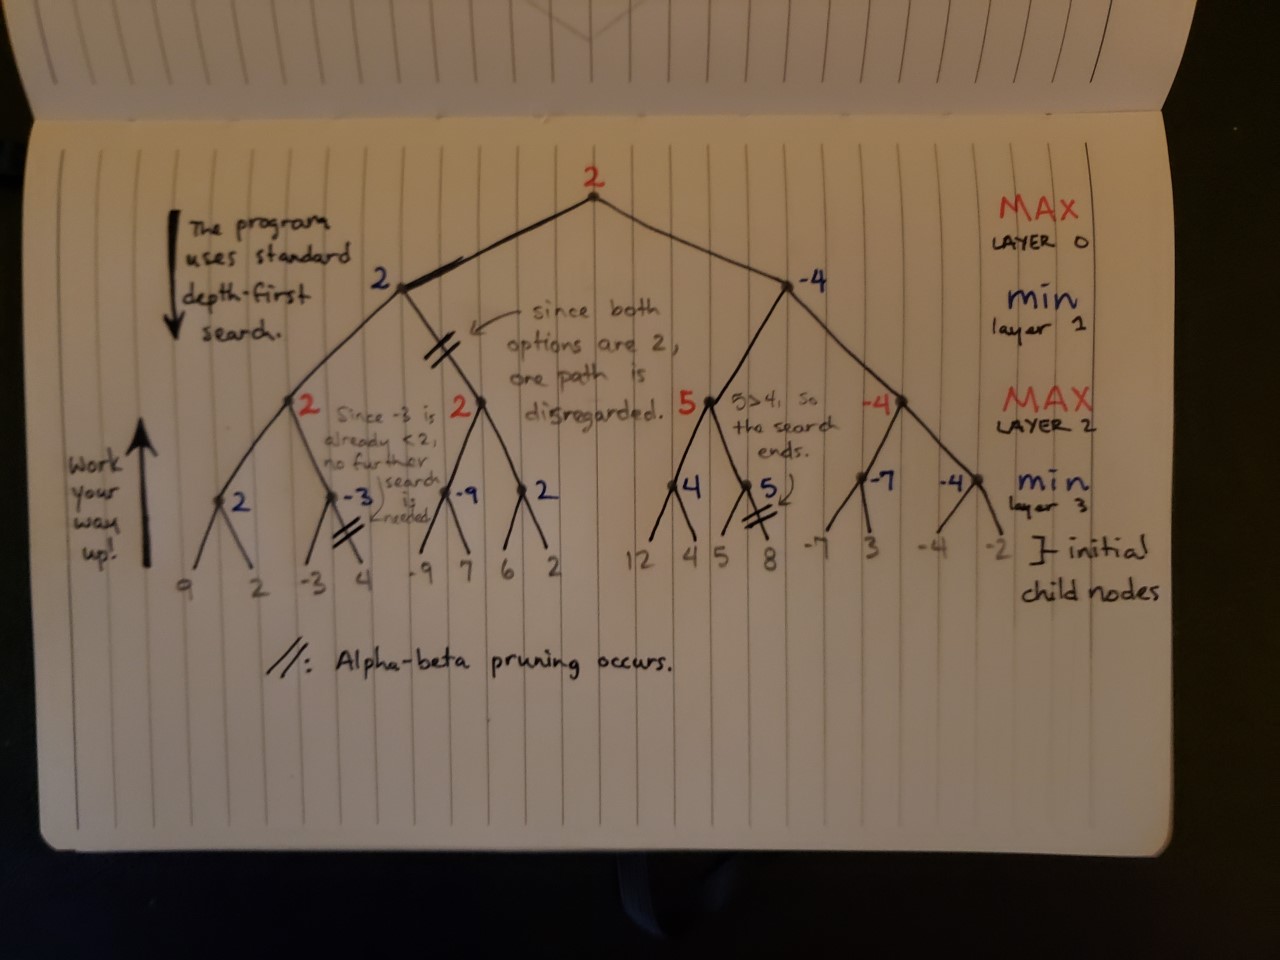 2
MAX
LAYER 0
The program
uses standard
depth-first
search.
2
-4
min
layer 1
since both
options are 2,
one path is
disregarded.
2
Since -3 is
already <2,
no further
search
is
needed
2
5
5>4, so
the search
ends.
-4
MAX
LAYER 2
Work
your
way
up!
2
-3
-9
2
4
5
-7
-4
min
layer 3
9 2 -3 4 -9 7 6 2 12 4 5 8 -7 3 -4 -2
} initial
child nodes
//: Alpha-beta pruning occurs.